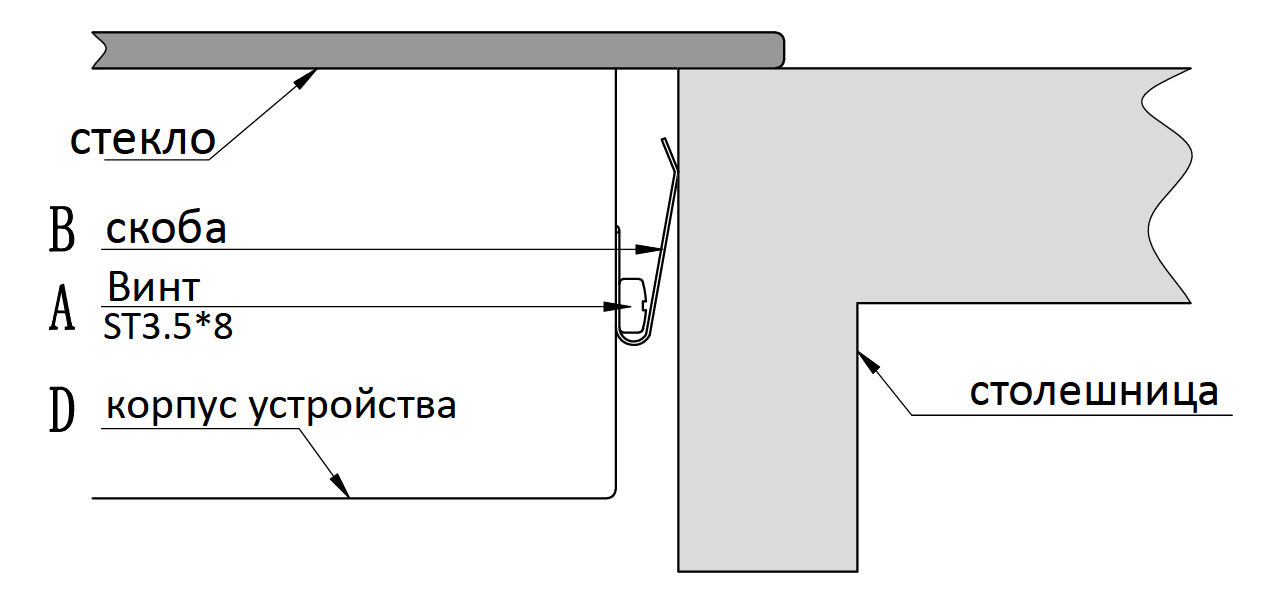 стекло
B скоба
A Винт
ST3.5*8
D корпус устройства
столешница